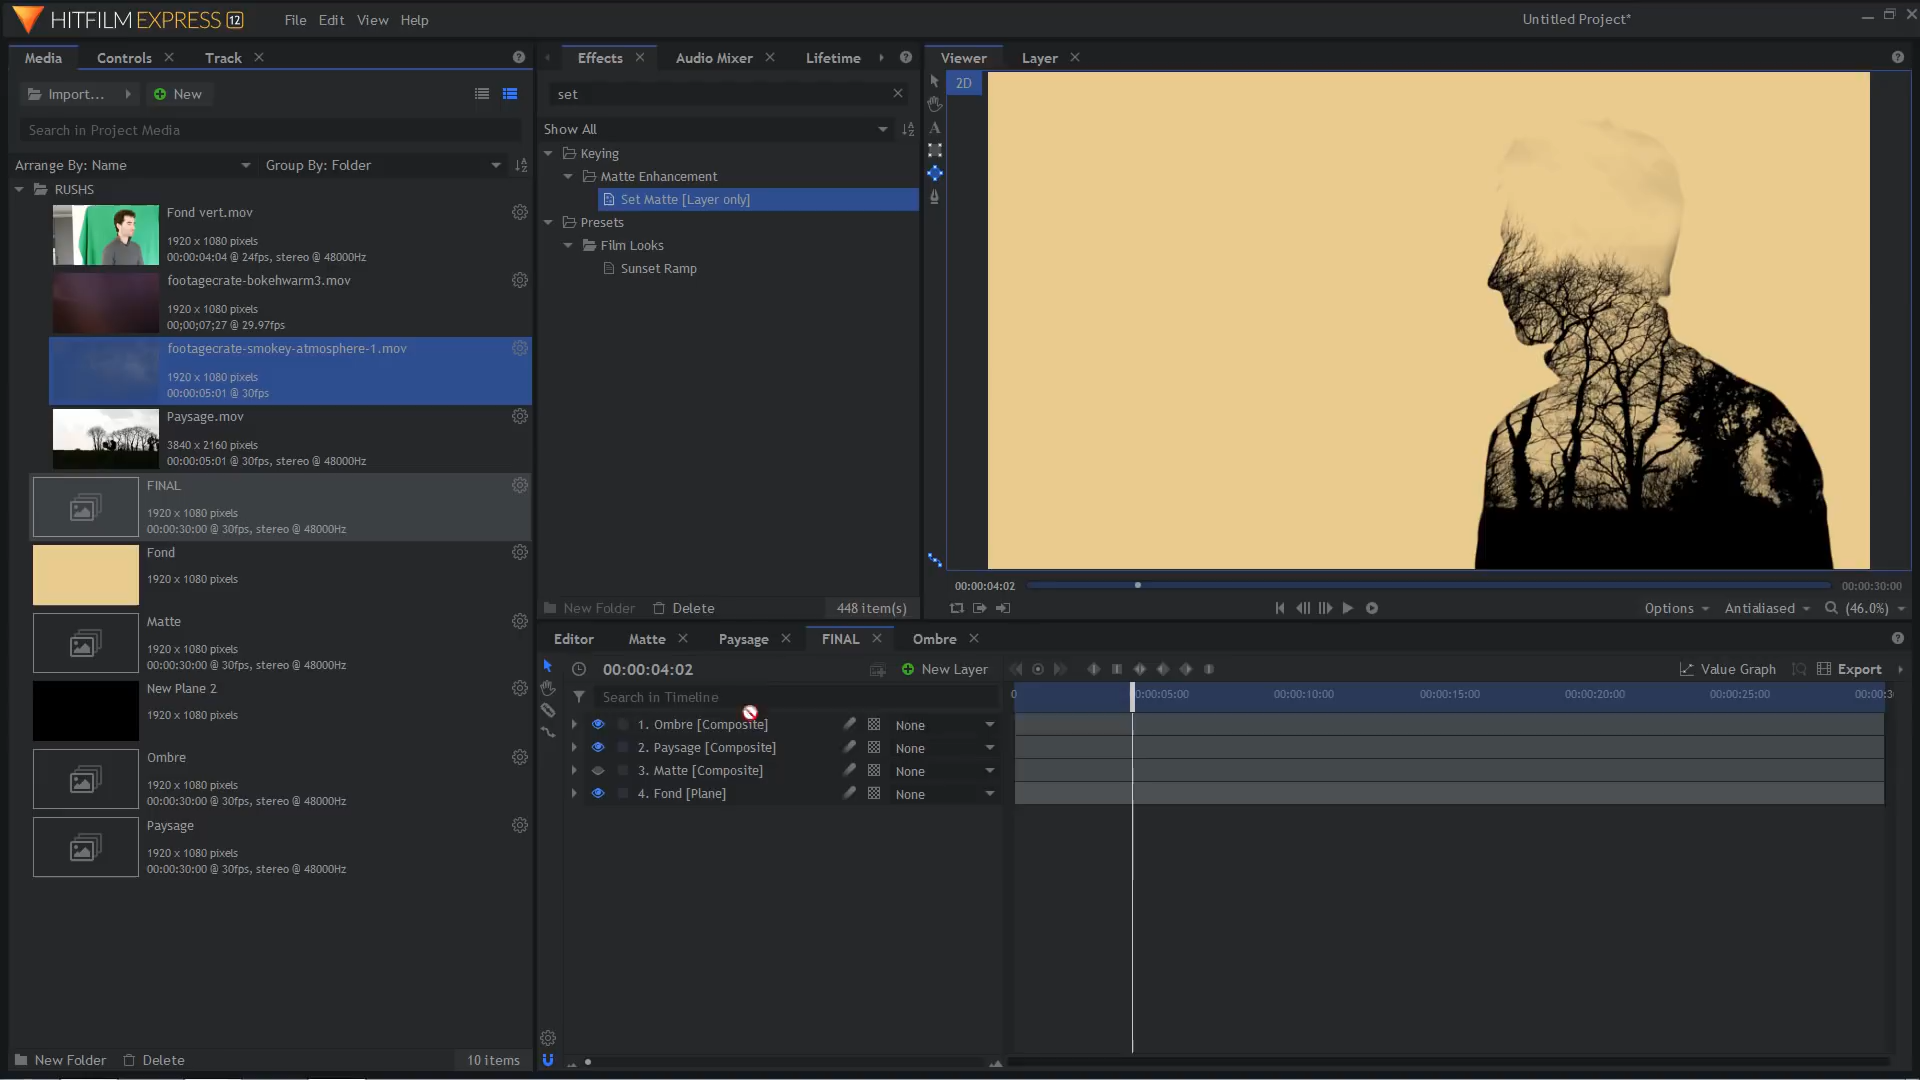 HITFILM EXPRESS 12
File Edit View Help
Untitled Project*
Media Controls Track
Import... New
Search in Project Media
Arrange By: Name Group By: Folder
RUSHS
Fond vert.mov
1920 x 1080 pixels
00:00:04:04 @ 24fps, stereo @ 48000Hz
footagecrate-bokehwarm3.mov
1920 x 1080 pixels
00;00;07;27 @ 29.97fps
footagecrate-smokey-atmosphere-1.mov
1920 x 1080 pixels
00:00:05:01 @ 30fps
Paysage.mov
3840 x 2160 pixels
00:00:05:01 @ 30fps, stereo @ 48000Hz
FINAL
1920 x 1080 pixels
00:00:30:00 @ 30fps, stereo @ 48000Hz
Fond
1920 x 1080 pixels
Matte
1920 x 1080 pixels
00:00:30:00 @ 30fps, stereo @ 48000Hz
New Plane 2
1920 x 1080 pixels
Ombre
1920 x 1080 pixels
00:00:30:00 @ 30fps, stereo @ 48000Hz
Paysage
1920 x 1080 pixels
00:00:30:00 @ 30fps, stereo @ 48000Hz
New Folder Delete 10 items
Effects Audio Mixer Lifetime
set
Show All
Keying
Matte Enhancement
Set Matte [Layer only]
Presets
Film Looks
Sunset Ramp
New Folder Delete 448 item(s)
Viewer Layer
2D
A
00:00:04:02 00:00:30:00
Options Antialiased (46.0%)
Editor Matte Paysage FINAL Ombre
00:00:04:02 New Layer Value Graph Export
Search in Timeline
0 00:00:05:00 00:00:10:00 00:00:15:00 00:00:20:00 00:00:25:00 00:00:3
1. Ombre [Composite] None
2. Paysage [Composite] None
3. Matte [Composite] None
4. Fond [Plane] None